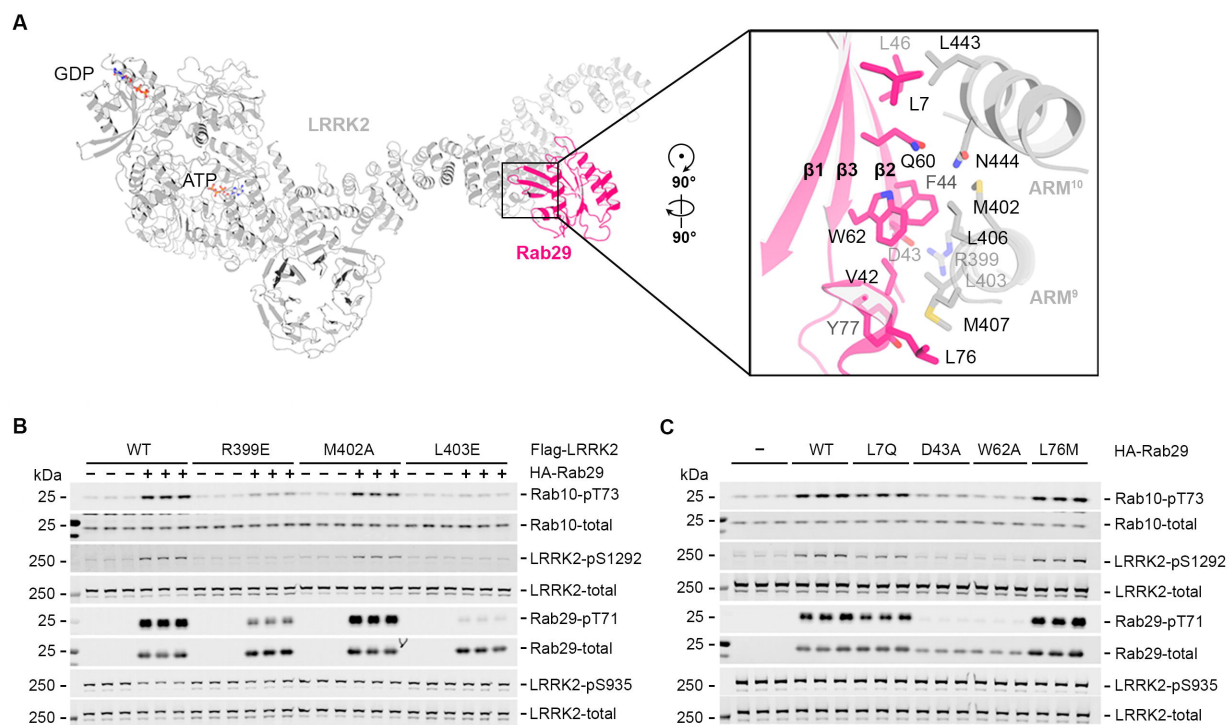 A
GDP
LRRK2
ATP
Rab29
90°
90°
L46
L443
L7
Q60
N444
β1
β3
β2
F44
ARM¹⁰
M402
W62
L406
D43
R399
V42
L403
ARM⁹
Y77
M407
L76
B
WT R399E M402A L403E Flag-LRRK2
kDa − − − + + + − − − + + + − − − + + + − − − + + + HA-Rab29
25 Rab10-pT73
25 Rab10-total
250 LRRK2-pS1292
250 LRRK2-total
25 Rab29-pT71
25 Rab29-total
250 LRRK2-pS935
250 LRRK2-total
C
− WT L7Q D43A W62A L76M HA-Rab29
kDa
25 Rab10-pT73
25 Rab10-total
250 LRRK2-pS1292
250 LRRK2-total
25 Rab29-pT71
25 Rab29-total
250 LRRK2-pS935
250 LRRK2-total